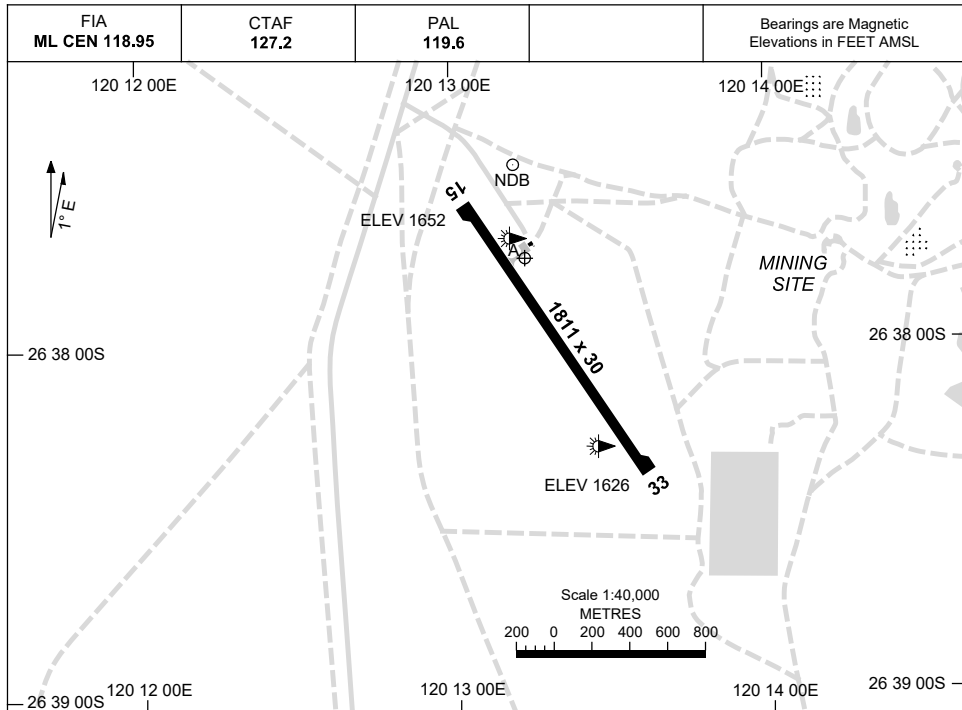 FIA
ML CEN 118.95
CTAF
127.2
PAL
119.6
Bearings are Magnetic
Elevations in FEET AMSL
120 12 00E
120 13 00E
120 14 00E
1° E
NDB
15
ELEV 1652
A
MINING
SITE
1811 x 30
26 38 00S
26 38 00S
ELEV 1626
33
Scale 1:40,000
METRES
200 0 200 400 600 800
120 12 00E
120 13 00E
120 14 00E
26 39 00S
26 39 00S